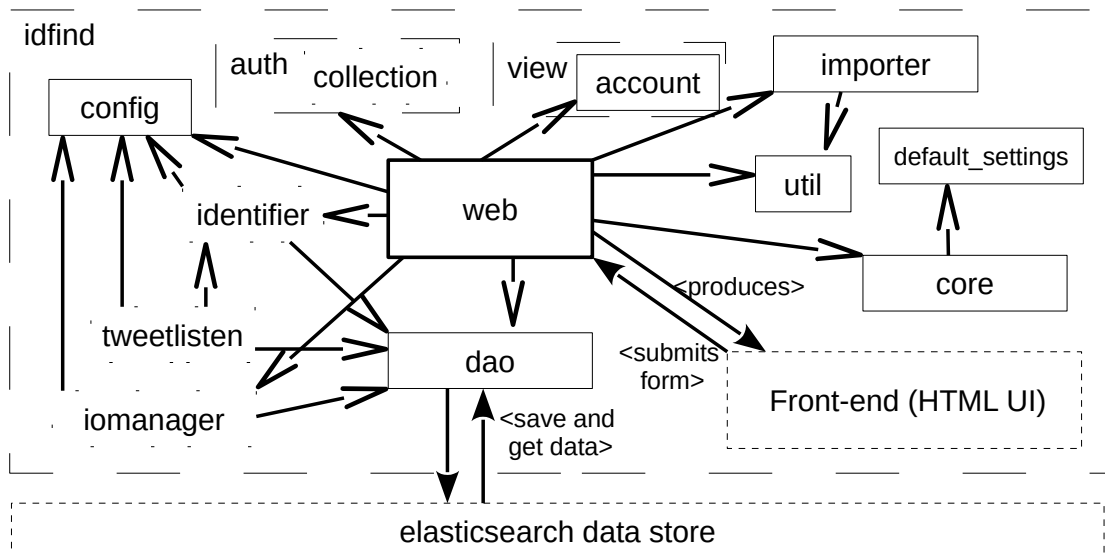 idfind
auth
collection
view
account
importer
config
default_settings
util
identifier
web
core
<produces>
tweetlisten
<submits
form>
dao
Front-end (HTML UI)
iomanager
<save and
get data>
elasticsearch data store